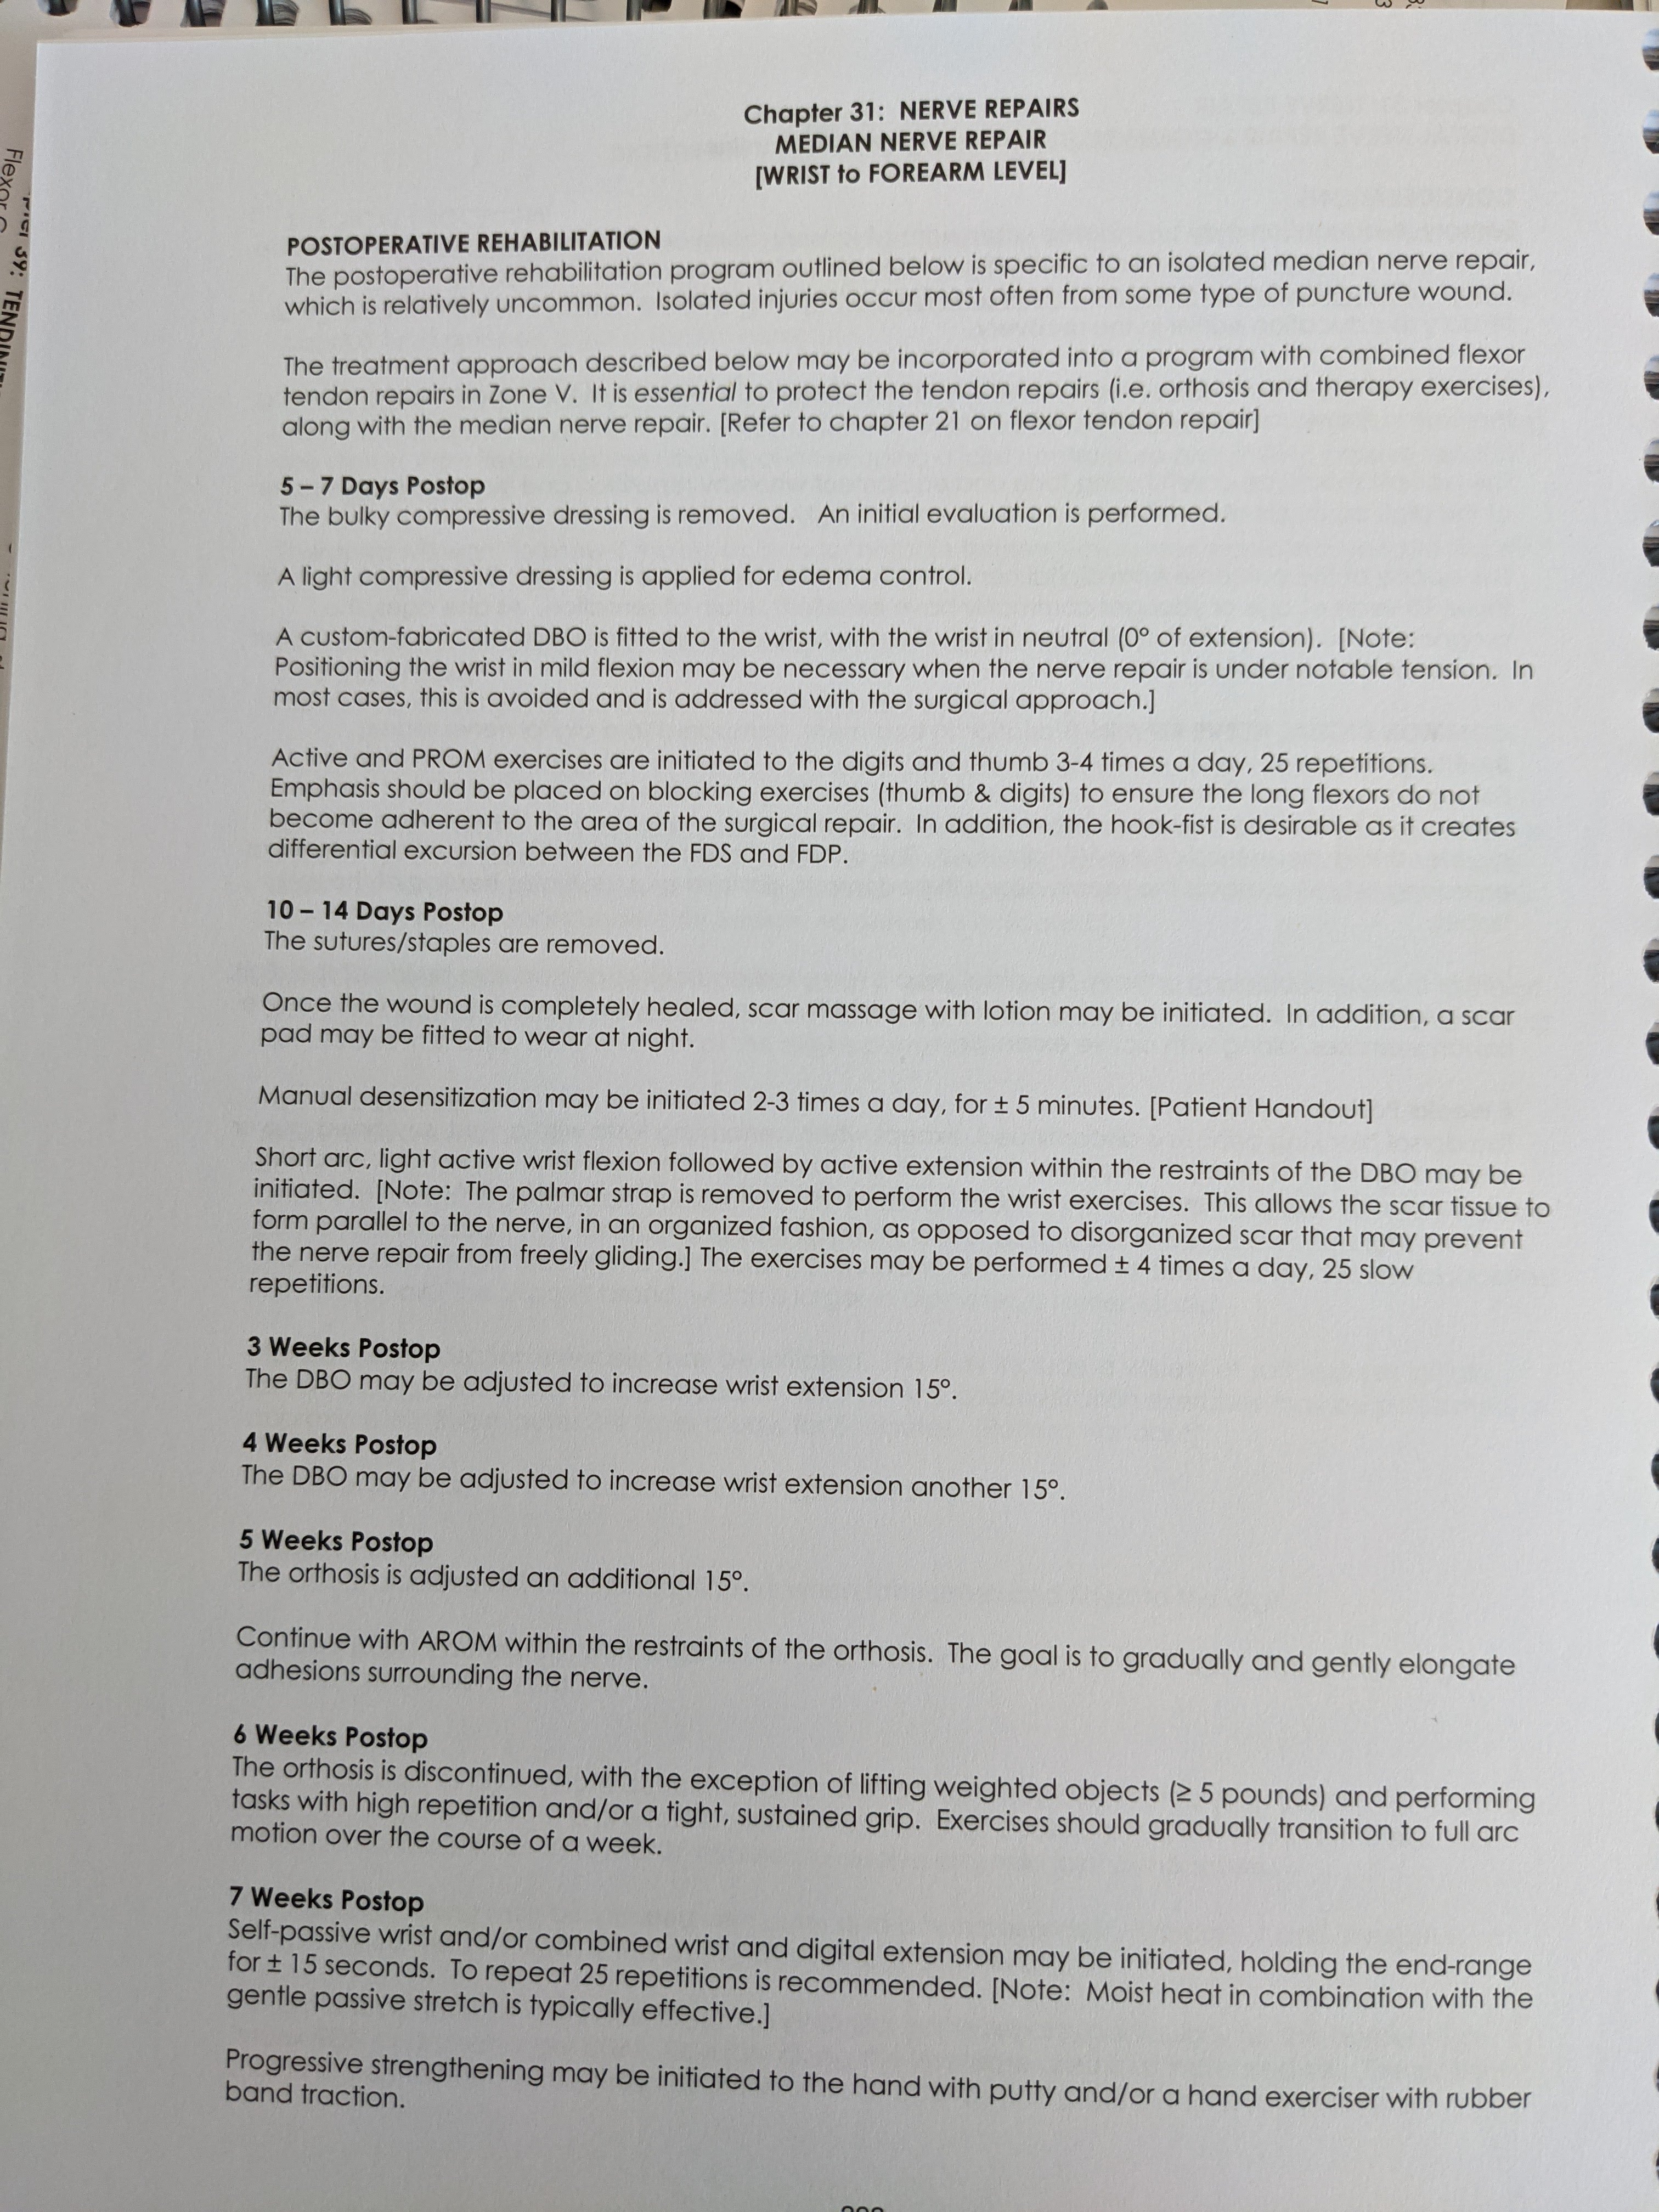 Chapter 31: NERVE REPAIRS
MEDIAN NERVE REPAIR
[WRIST to FOREARM LEVEL]
POSTOPERATIVE REHABILITATION
The postoperative rehabilitation program outlined below is specific to an isolated median nerve repair,
which is relatively uncommon. Isolated injuries occur most often from some type of puncture wound.
The treatment approach described below may be incorporated into a program with combined flexor
tendon repairs in Zone V. It is essential to protect the tendon repairs (i.e. orthosis and therapy exercises),
along with the median nerve repair. [Refer to chapter 21 on flexor tendon repair]
5 – 7 Days Postop
The bulky compressive dressing is removed. An initial evaluation is performed.
A light compressive dressing is applied for edema control.
A custom-fabricated DBO is fitted to the wrist, with the wrist in neutral (0° of extension). [Note:
Positioning the wrist in mild flexion may be necessary when the nerve repair is under notable tension. In
most cases, this is avoided and is addressed with the surgical approach.]
Active and PROM exercises are initiated to the digits and thumb 3-4 times a day, 25 repetitions.
Emphasis should be placed on blocking exercises (thumb & digits) to ensure the long flexors do not
become adherent to the area of the surgical repair. In addition, the hook-fist is desirable as it creates
differential excursion between the FDS and FDP.
10 – 14 Days Postop
The sutures/staples are removed.
Once the wound is completely healed, scar massage with lotion may be initiated. In addition, a scar
pad may be fitted to wear at night.
Manual desensitization may be initiated 2-3 times a day, for ± 5 minutes. [Patient Handout]
Short arc, light active wrist flexion followed by active extension within the restraints of the DBO may be
initiated. [Note: The palmar strap is removed to perform the wrist exercises. This allows the scar tissue to
form parallel to the nerve, in an organized fashion, as opposed to disorganized scar that may prevent
the nerve repair from freely gliding.] The exercises may be performed ± 4 times a day, 25 slow
repetitions.
3 Weeks Postop
The DBO may be adjusted to increase wrist extension 15°.
4 Weeks Postop
The DBO may be adjusted to increase wrist extension another 15°.
5 Weeks Postop
The orthosis is adjusted an additional 15°.
Continue with AROM within the restraints of the orthosis. The goal is to gradually and gently elongate
adhesions surrounding the nerve.
6 Weeks Postop
The orthosis is discontinued, with the exception of lifting weighted objects (≥ 5 pounds) and performing
tasks with high repetition and/or a tight, sustained grip. Exercises should gradually transition to full arc
motion over the course of a week.
7 Weeks Postop
Self-passive wrist and/or combined wrist and digital extension may be initiated, holding the end-range
for ± 15 seconds. To repeat 25 repetitions is recommended. [Note: Moist heat in combination with the
gentle passive stretch is typically effective.]
Progressive strengthening may be initiated to the hand with putty and/or a hand exerciser with rubber
band traction.
39:
Flexor